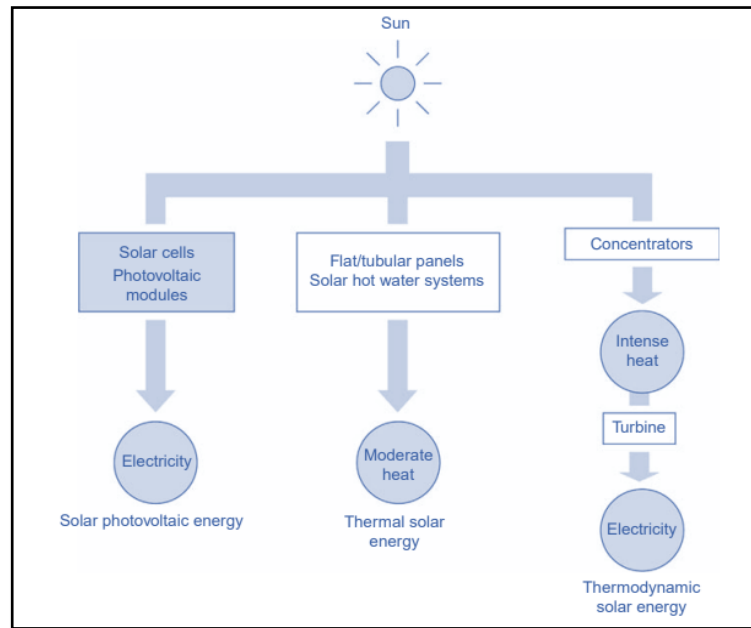 Sun
Solar cells
Photovoltaic
modules
Electricity
Solar photovoltaic energy
Flat/tubular panels
Solar hot water systems
Moderate
heat
Thermal solar
energy
Concentrators
Intense
heat
Turbine
Electricity
Thermodynamic
solar energy